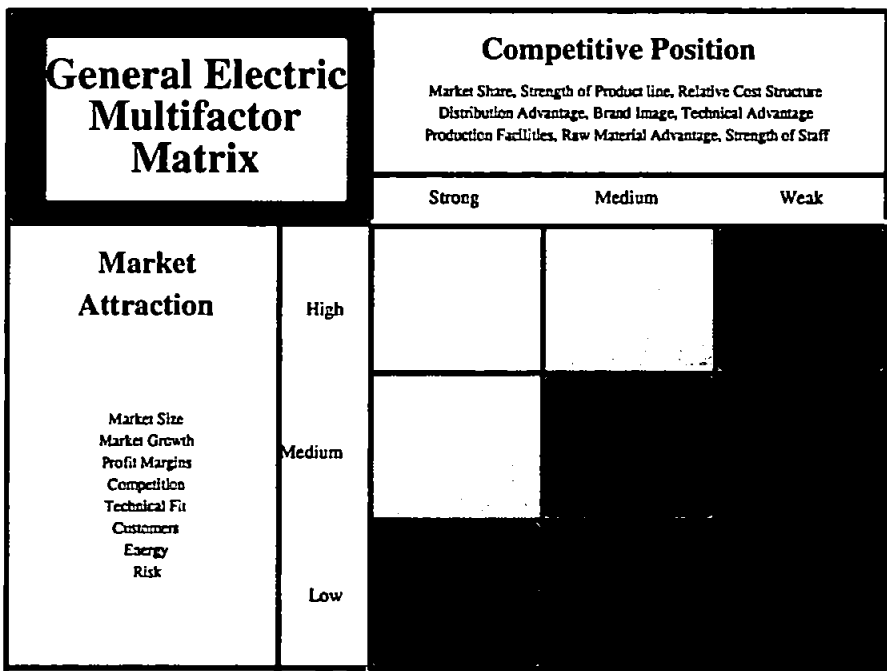 General Electric
Multifactor
Matrix
Competitive Position
Market Share, Strength of Product line, Relative Cost Structure
Distribution Advantage, Brand Image, Technical Advantage
Production Facilities, Raw Material Advantage, Strength of Staff
Strong Medium Weak
Market
Attraction
High
Market Size
Market Growth
Profit Margins
Competition
Technical Fit
Customers
Energy
Risk
Medium
Low